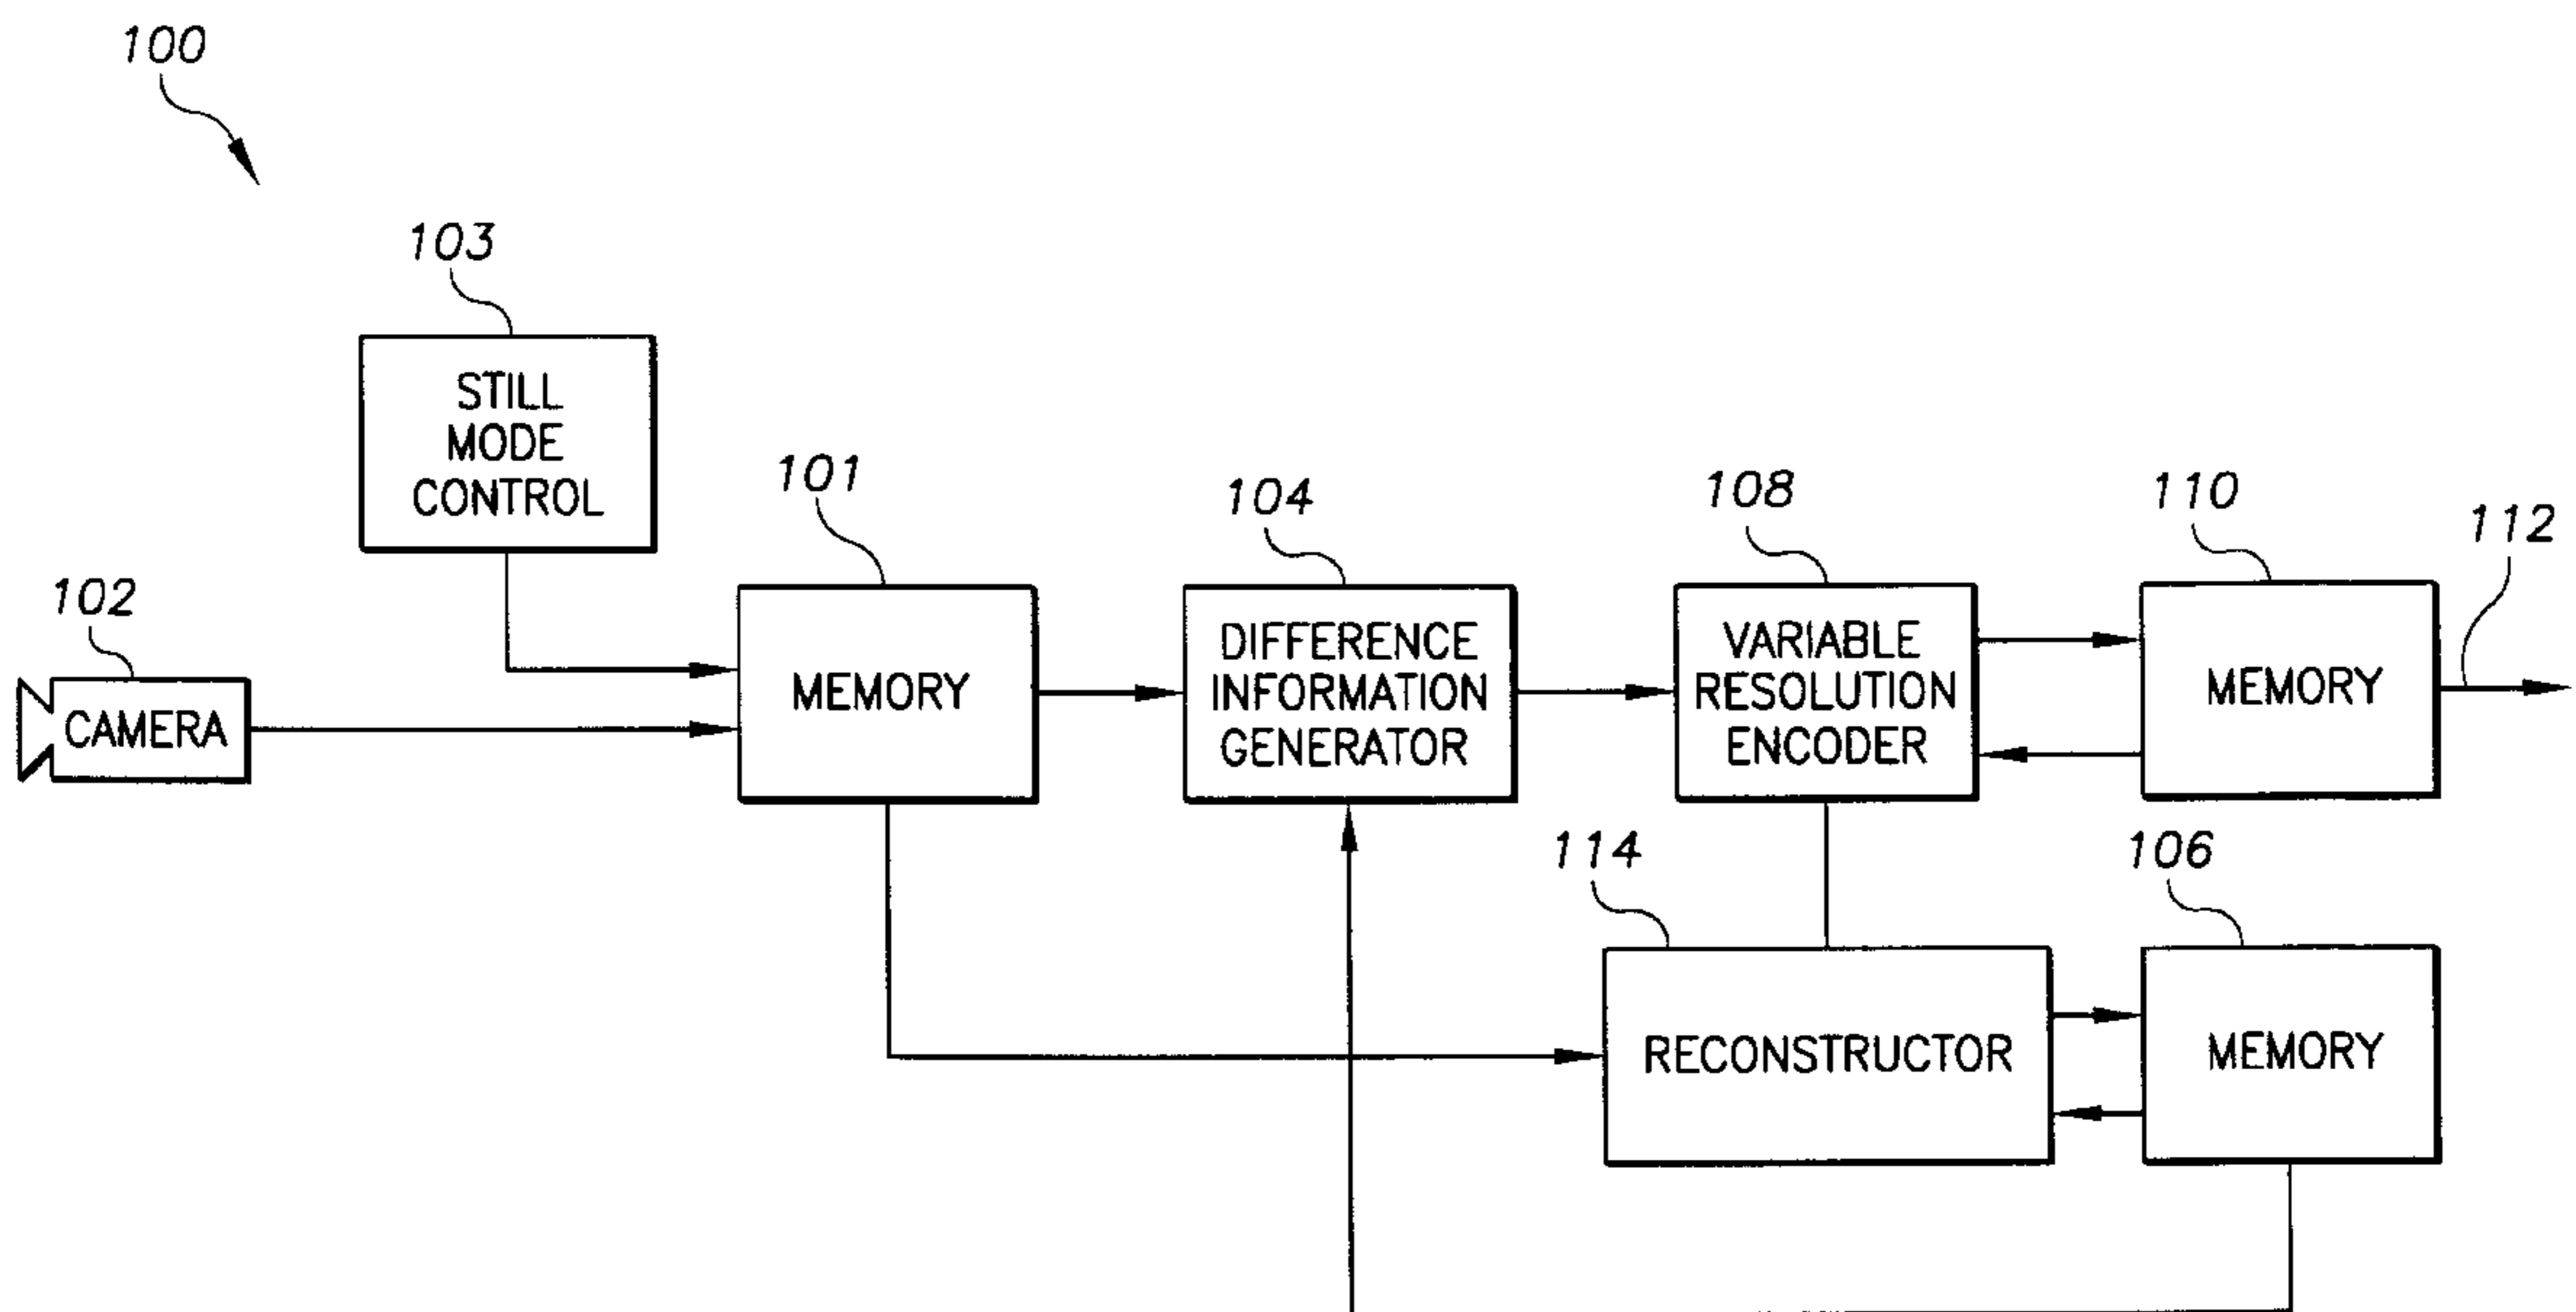 100
103
STILL
MODE
CONTROL
102
CAMERA
101
MEMORY
104
DIFFERENCE
INFORMATION
GENERATOR
108
VARIABLE
RESOLUTION
ENCODER
110
MEMORY
112
114
RECONSTRUCTOR
106
MEMORY